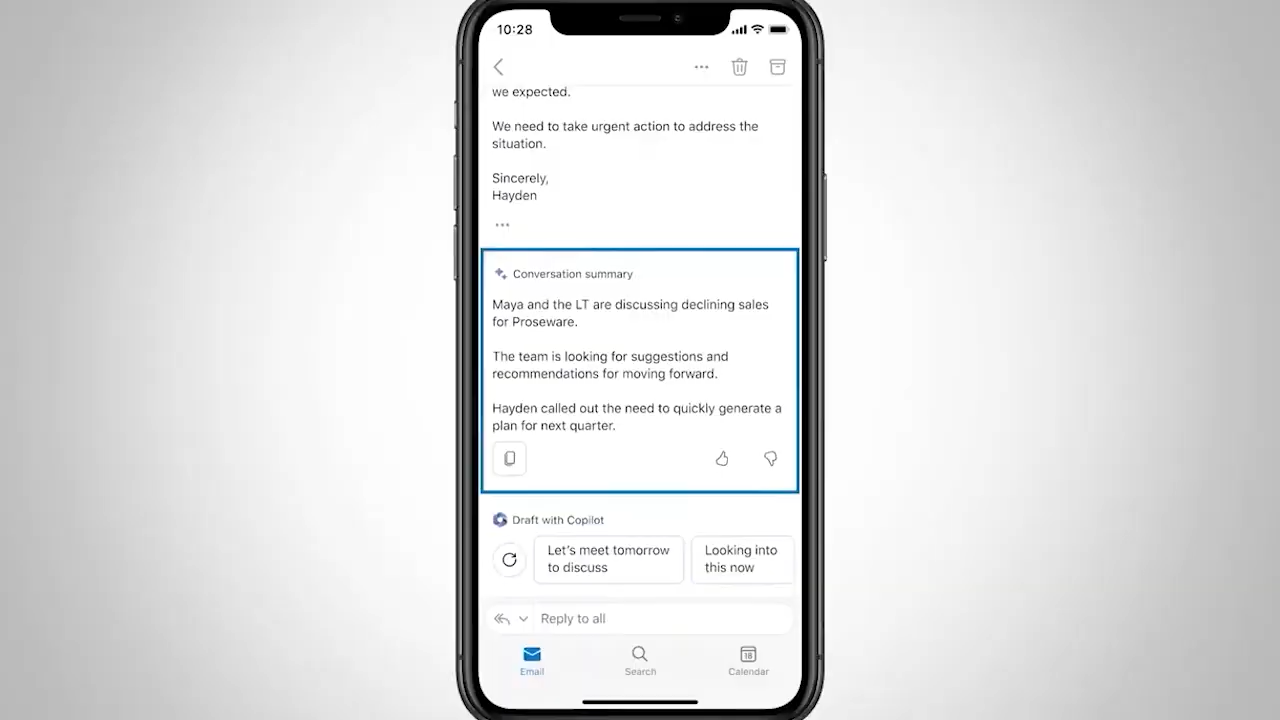 10:28
we expected.
We need to take urgent action to address the
situation.
Sincerely,
Hayden
Conversation summary
Maya and the LT are discussing declining sales
for Proseware.
The team is looking for suggestions and
recommendations for moving forward.
Hayden called out the need to quickly generate a
plan for next quarter.
Draft with Copilot
Let's meet tomorrow
to discuss
Looking into
this now
Reply to all
18
Email
Search
Calendar